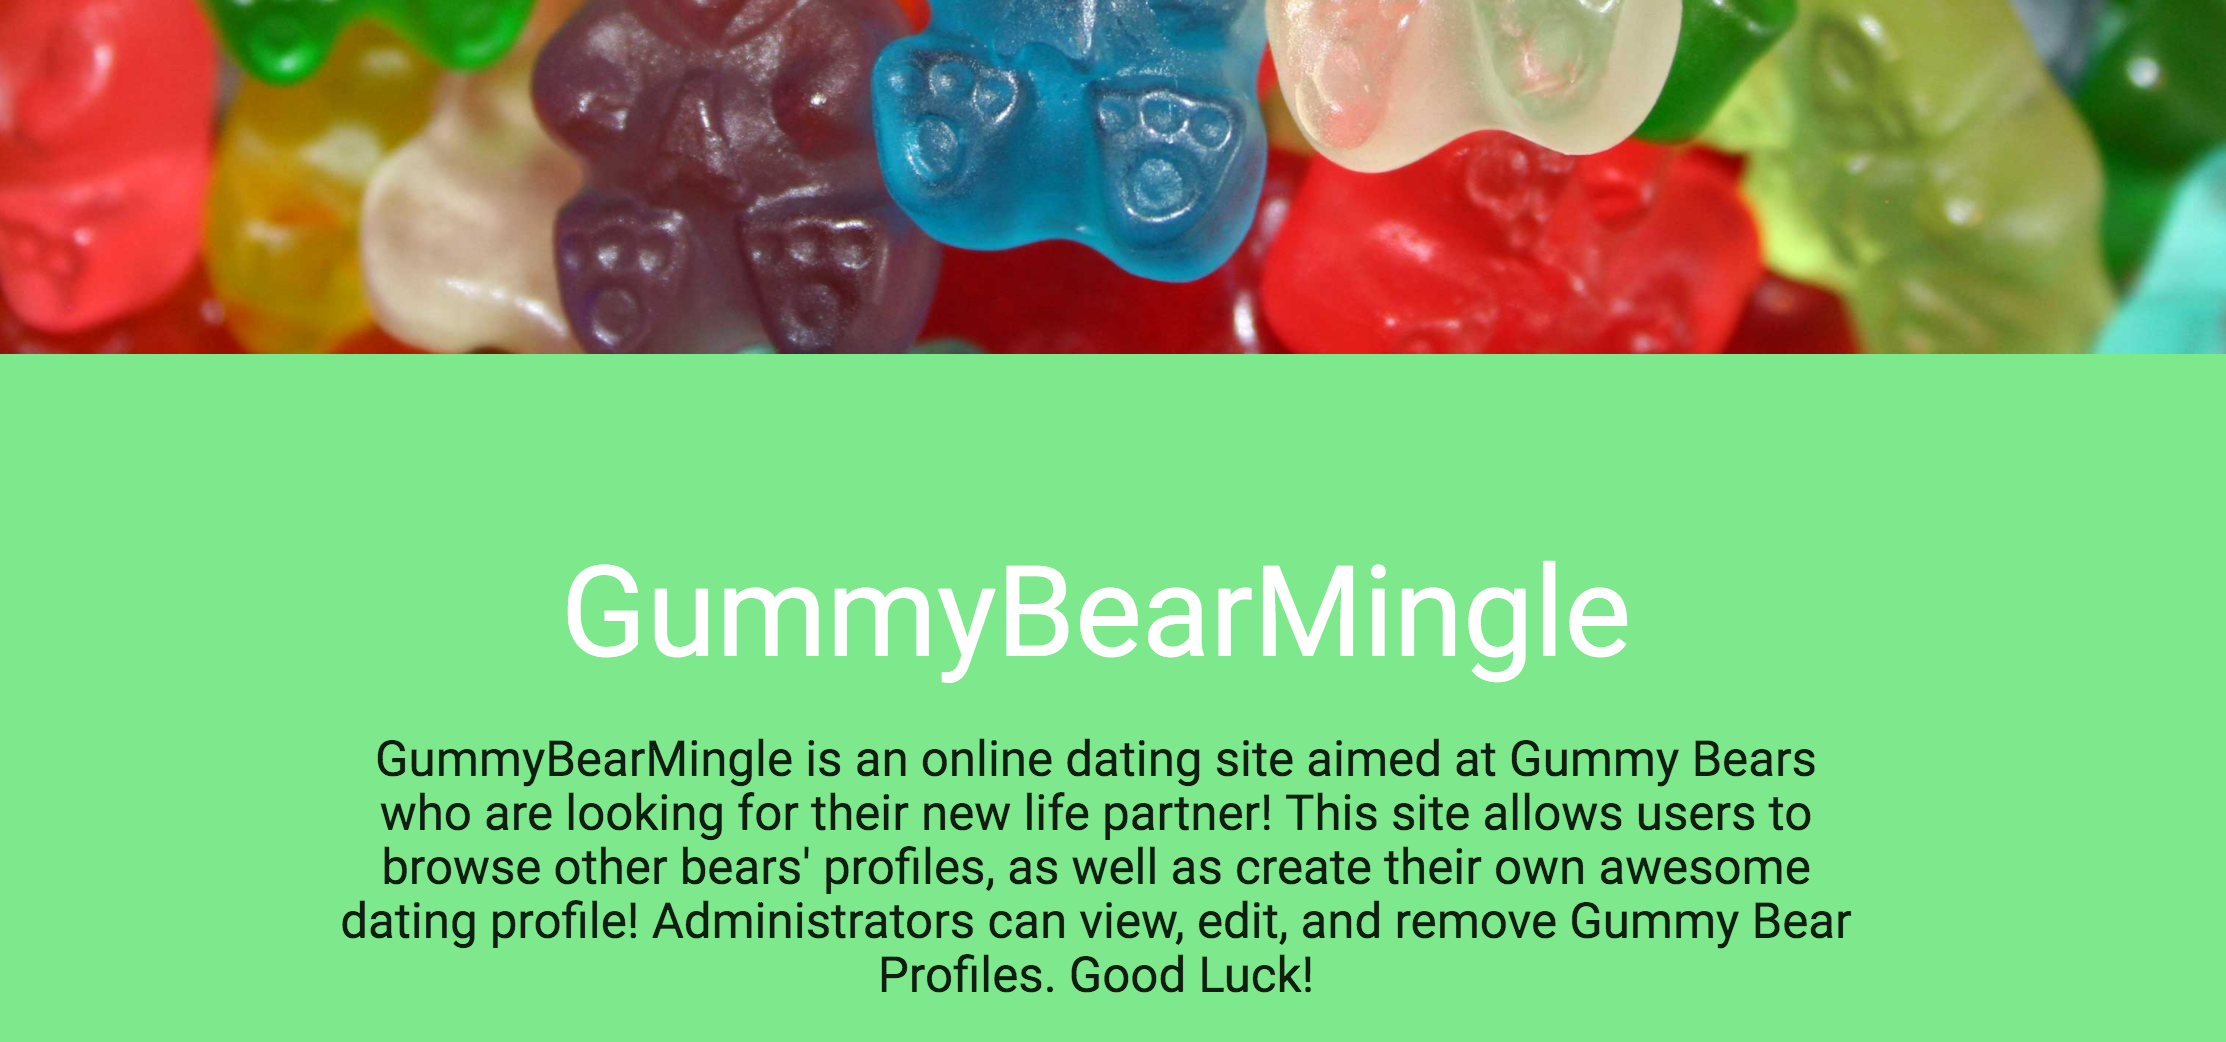 GummyBearMingle
GummyBearMingle is an online dating site aimed at Gummy Bears
who are looking for their new life partner! This site allows users to
browse other bears' profiles, as well as create their own awesome
dating profile! Administrators can view, edit, and remove Gummy Bear
Profiles. Good Luck!